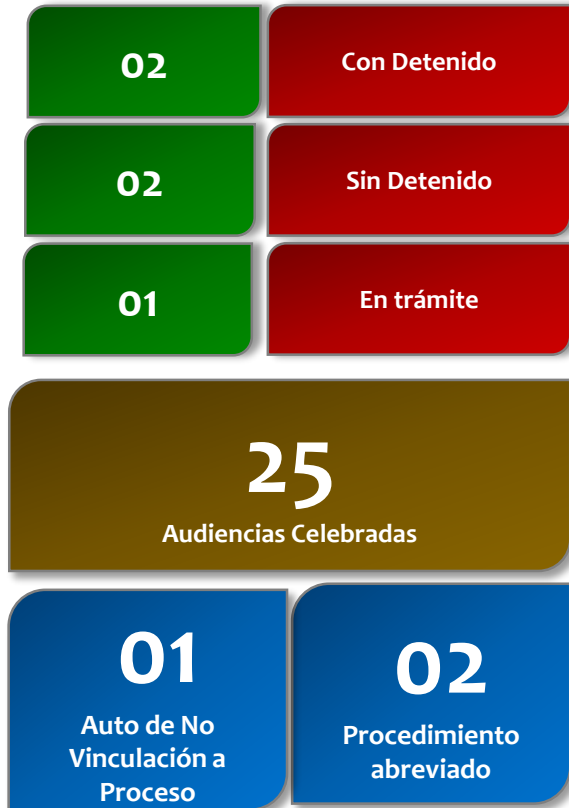 02
Con Detenido
02
Sin Detenido
01
En trámite
25
Audiencias Celebradas
01
Auto de No
Vinculación a
Proceso
02
Procedimiento
abreviado